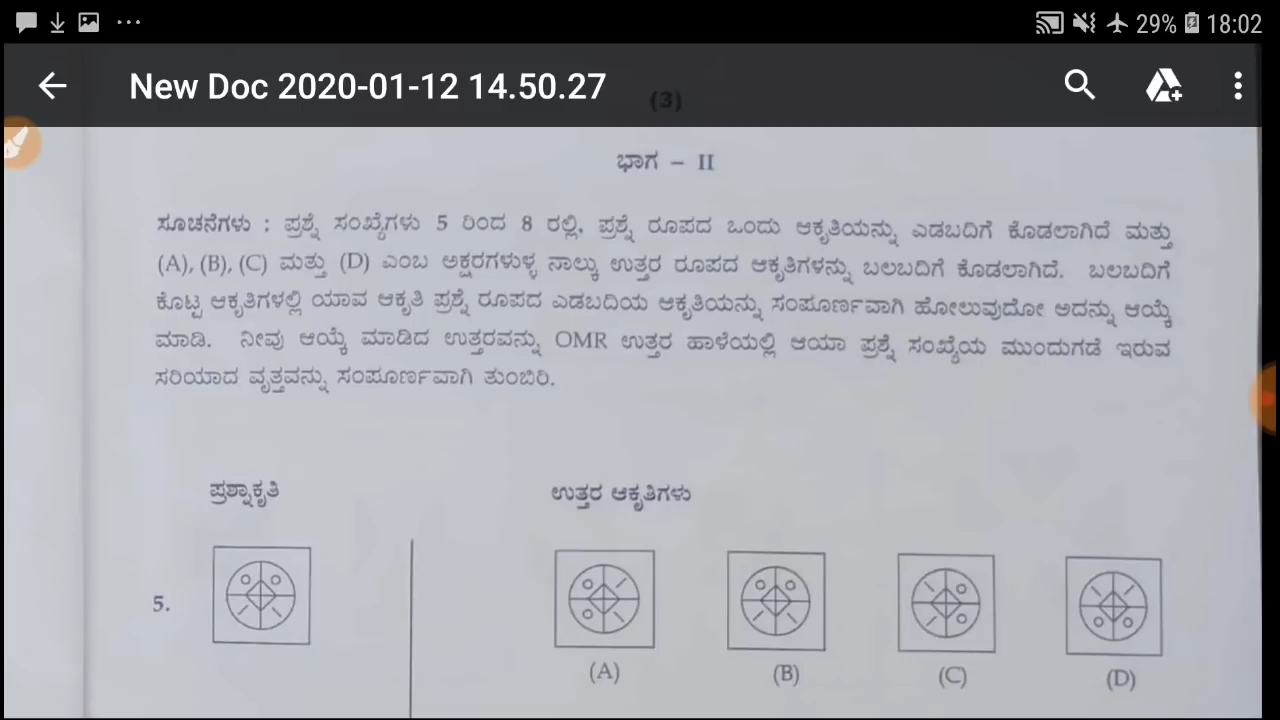 29% 18:02
New Doc 2020-01-12 14.50.27
(3)
ಭಾಗ – II
ಸೂಚನೆಗಳು : ಪ್ರಶ್ನೆ ಸಂಖ್ಯೆಗಳು 5 ರಿಂದ 8 ರಲ್ಲಿ, ಪ್ರಶ್ನೆ ರೂಪದ ಒಂದು ಆಕೃತಿಯನ್ನು ಎಡಬದಿಗೆ ಕೊಡಲಾಗಿದೆ ಮತ್ತು
(A), (B), (C) ಮತ್ತು (D) ಎಂಬ ಅಕ್ಷರಗಳುಳ್ಳ ನಾಲ್ಕು ಉತ್ತರ ರೂಪದ ಆಕೃತಿಗಳನ್ನು ಬಲಬದಿಗೆ ಕೊಡಲಾಗಿದೆ. ಬಲಬದಿಗೆ
ಕೊಟ್ಟ ಆಕೃತಿಗಳಲ್ಲಿ ಯಾವ ಆಕೃತಿ ಪ್ರಶ್ನೆ ರೂಪದ ಎಡಬದಿಯ ಆಕೃತಿಯನ್ನು ಸಂಪೂರ್ಣವಾಗಿ ಹೋಲುವುದೋ ಅದನ್ನು ಆಯ್ಕೆ
ಮಾಡಿ. ನೀವು ಆಯ್ಕೆ ಮಾಡಿದ ಉತ್ತರವನ್ನು OMR ಉತ್ತರ ಹಾಳೆಯಲ್ಲಿ ಆಯಾ ಪ್ರಶ್ನೆ ಸಂಖ್ಯೆಯ ಮುಂದುಗಡೆ ಇರುವ
ಸರಿಯಾದ ವೃತ್ತವನ್ನು ಸಂಪೂರ್ಣವಾಗಿ ತುಂಬಿರಿ.
ಪ್ರಶ್ನಾಕೃತಿ ಉತ್ತರ ಆಕೃತಿಗಳು
5.
(A) (B) (C) (D)